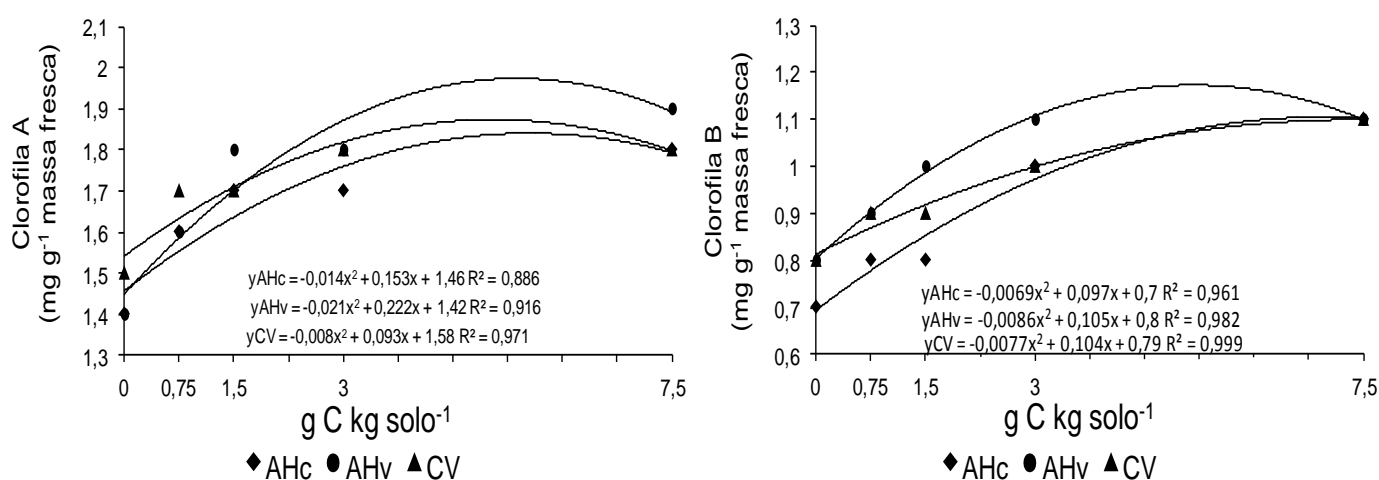 Clorofila A
(mg g⁻¹ massa fresca)
2,1
2
1,9
1,8
1,7
1,6
1,5
1,4
1,3
yAHc = -0,014x² + 0,153x + 1,46 R² = 0,886
yAHv = -0,021x² + 0,222x + 1,42 R² = 0,916
yCV = -0,008x² + 0,093x + 1,58 R² = 0,971
0 0,75 1,5 3 7,5
g C kg solo⁻¹
AHc AHv CV
Clorofila B
(mg g⁻¹ massa fresca)
1,3
1,2
1,1
1
0,9
0,8
0,7
0,6
yAHc = -0,0069x² + 0,097x + 0,7 R² = 0,961
yAHv = -0,0086x² + 0,105x + 0,8 R² = 0,982
yCV = -0,0077x² + 0,104x + 0,79 R² = 0,999
0 0,75 1,5 3 7,5
g C kg solo⁻¹
AHc AHv CV